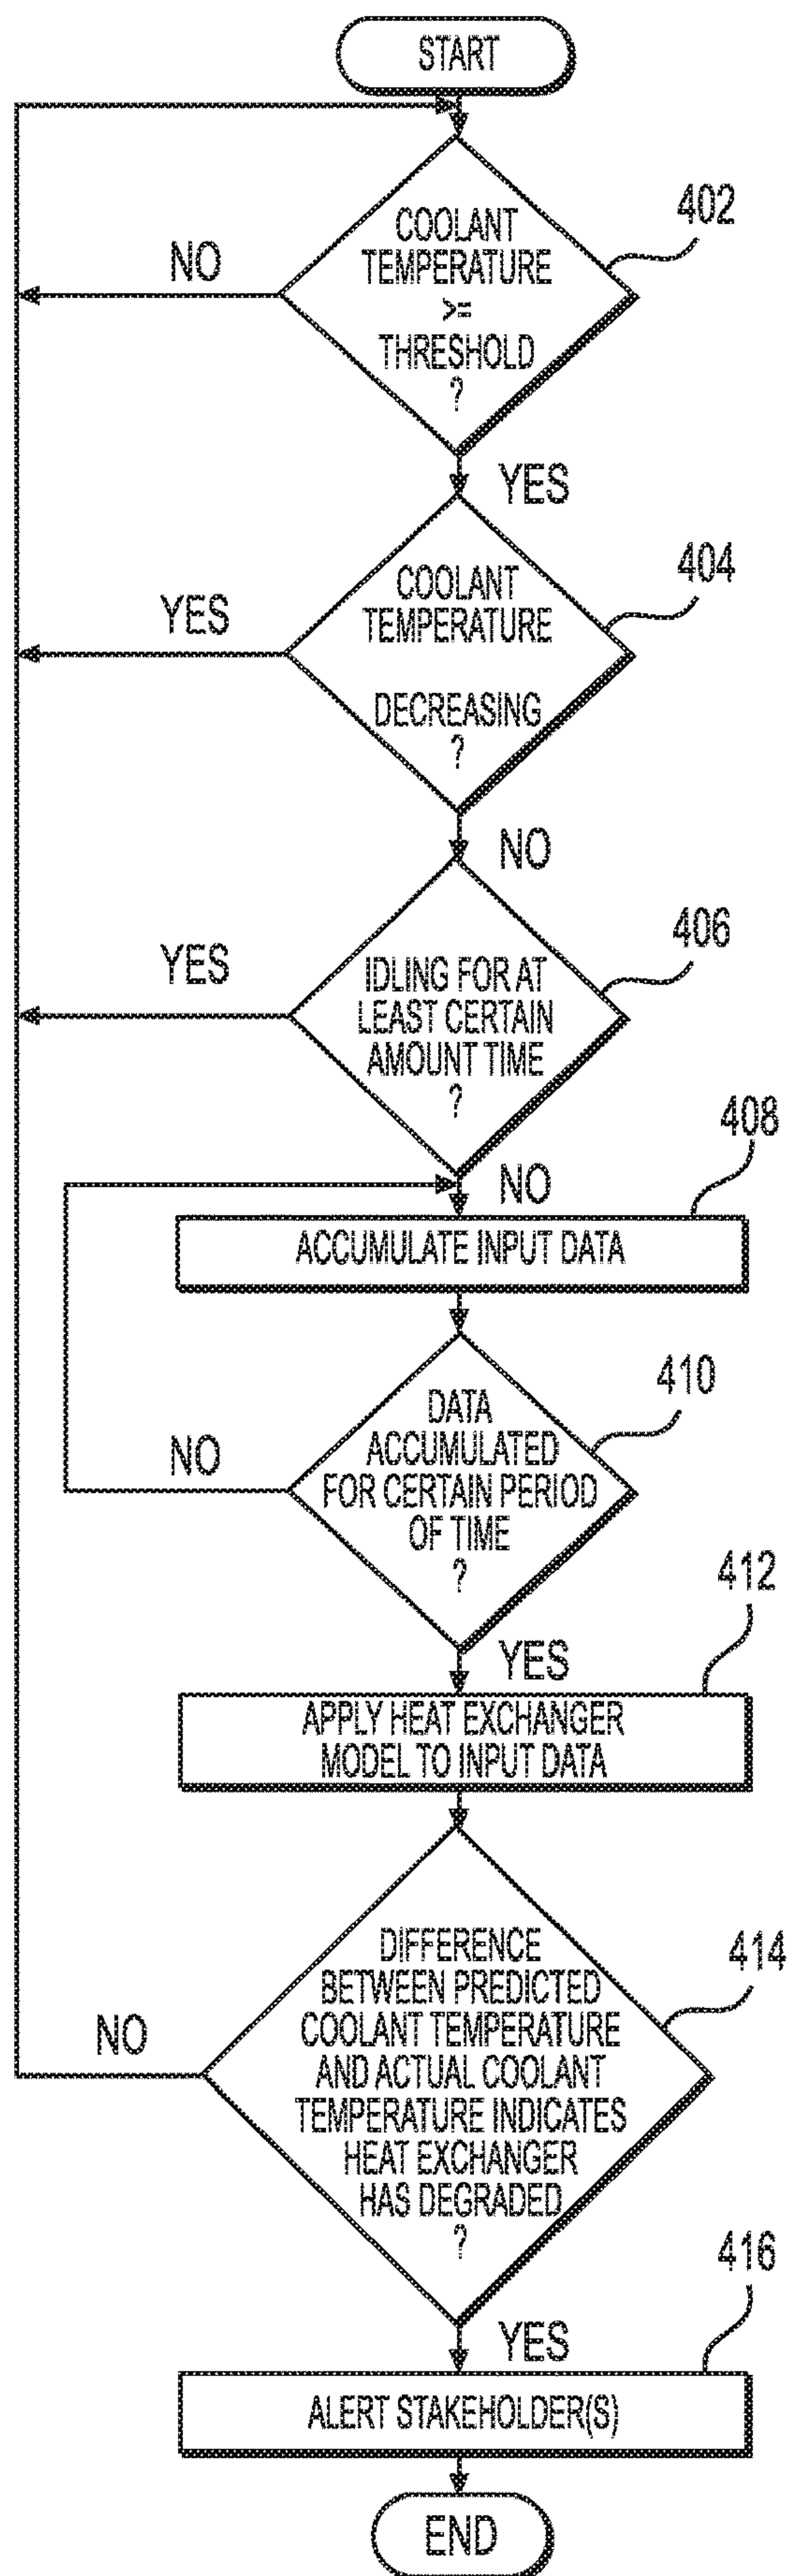 START
402
COOLANT
TEMPERATURE
>=
THRESHOLD
?
NO
YES
404
COOLANT
TEMPERATURE
DECREASING
?
YES
NO
406
IDLING FOR AT
LEAST CERTAIN
AMOUNT TIME
?
YES
NO
408
ACCUMULATE INPUT DATA
410
DATA
ACCUMULATED
FOR CERTAIN PERIOD
OF TIME
?
NO
YES
412
APPLY HEAT EXCHANGER
MODEL TO INPUT DATA
414
DIFFERENCE
BETWEEN PREDICTED
COOLANT TEMPERATURE
AND ACTUAL COOLANT
TEMPERATURE INDICATES
HEAT EXCHANGER
HAS DEGRADED
?
NO
YES
416
ALERT STAKEHOLDER(S)
END